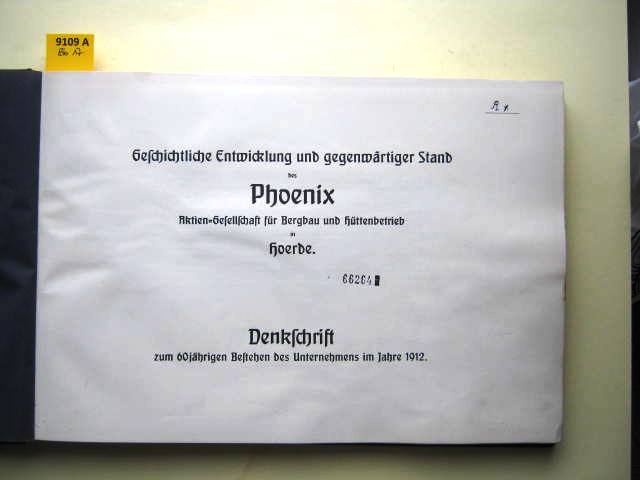 9109 A
Geschichtliche Entwicklung und gegenwärtiger Stand
des
Phoenix
Aktien-Gesellschaft für Bergbau und Hüttenbetrieb
in
Hoerde.
66264
Denkschrift
zum 60jährigen Bestehen des Unternehmens im Jahre 1912.